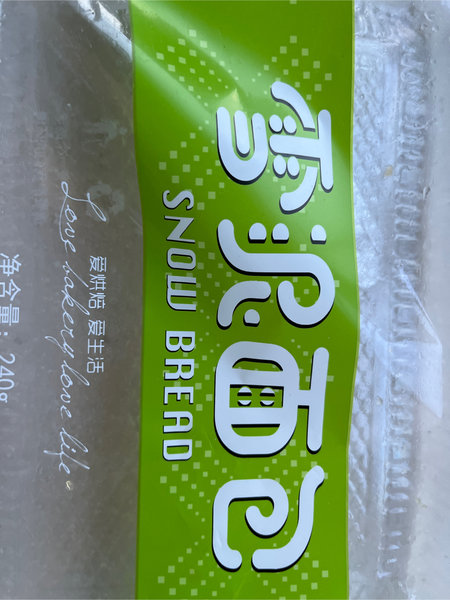 雪沢面包
SNOW BREAD
爱烘焙 爱生活
Love bakery love life.
净含量：240g